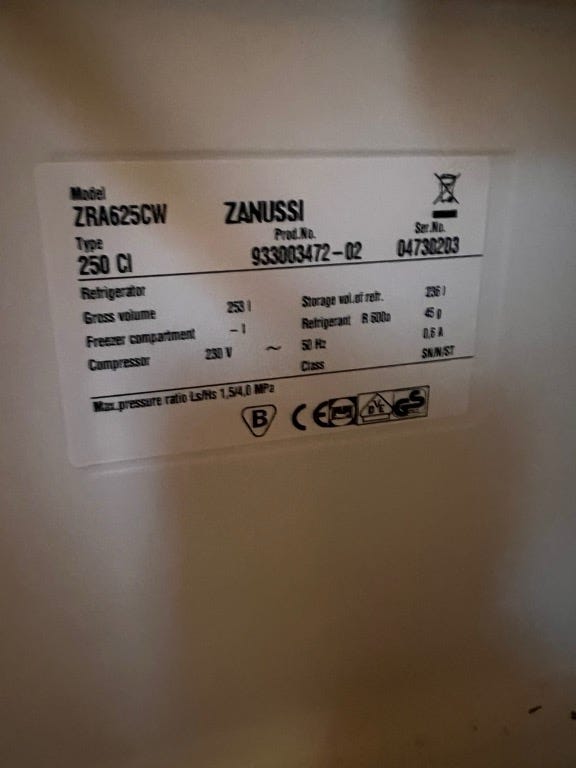 Model
ZRA625CW ZANUSSI
Type Prod.No. Ser.No.
250 CI 933003472-02 04730203
Refrigerator
Gross volume 253 l Storage vol.of refr. 236 l
Freezer compartment - l Refrigerant R 600a 45 g
Compressor 230 V ~ 50 Hz 0,6 A
Class SN/N/ST
Max.pressure ratio Ls/Hs 1,5/4,0 MPa
B CE DVE GS